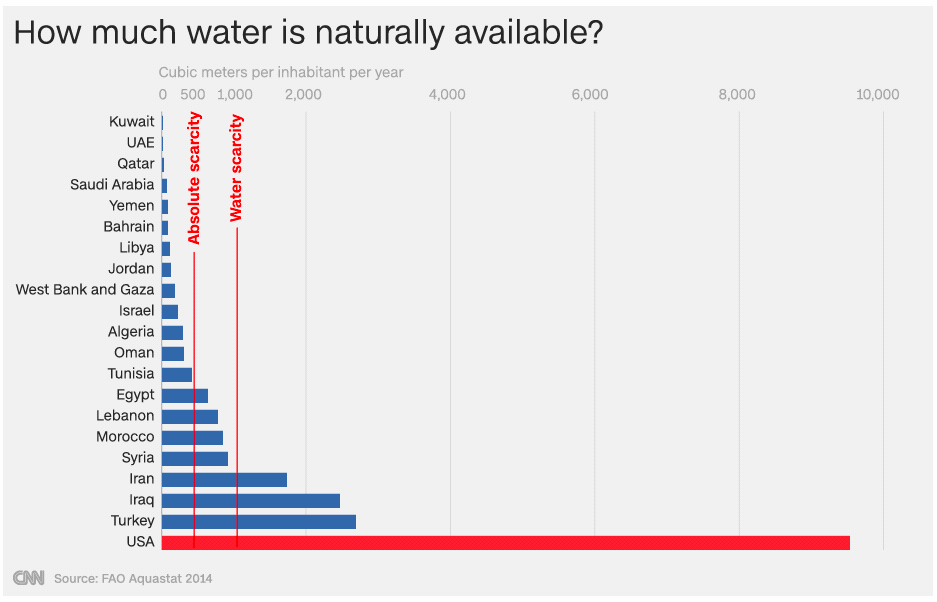 How much water is naturally available?
Cubic meters per inhabitant per year
0 500 1,000 2,000 4,000 6,000 8,000 10,000
Absolute scarcity
Water scarcity
Kuwait
UAE
Qatar
Saudi Arabia
Yemen
Bahrain
Libya
Jordan
West Bank and Gaza
Israel
Algeria
Oman
Tunisia
Egypt
Lebanon
Morocco
Syria
Iran
Iraq
Turkey
USA
CNN Source: FAO Aquastat 2014